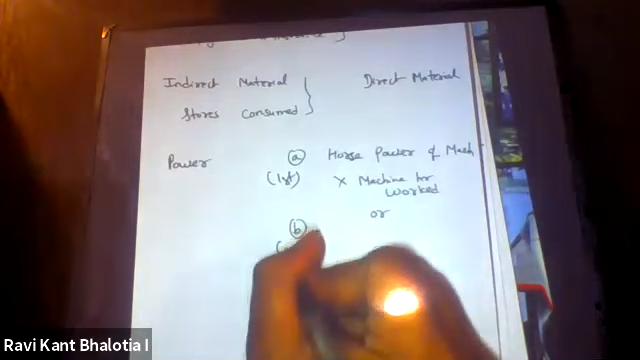 Indirect Material } Direct Material
Stores Consumed
Power (a) Horse Power of Mach
(1st) X Machine hr
Worked
or
(b)
Ravi Kant Bhalotia I